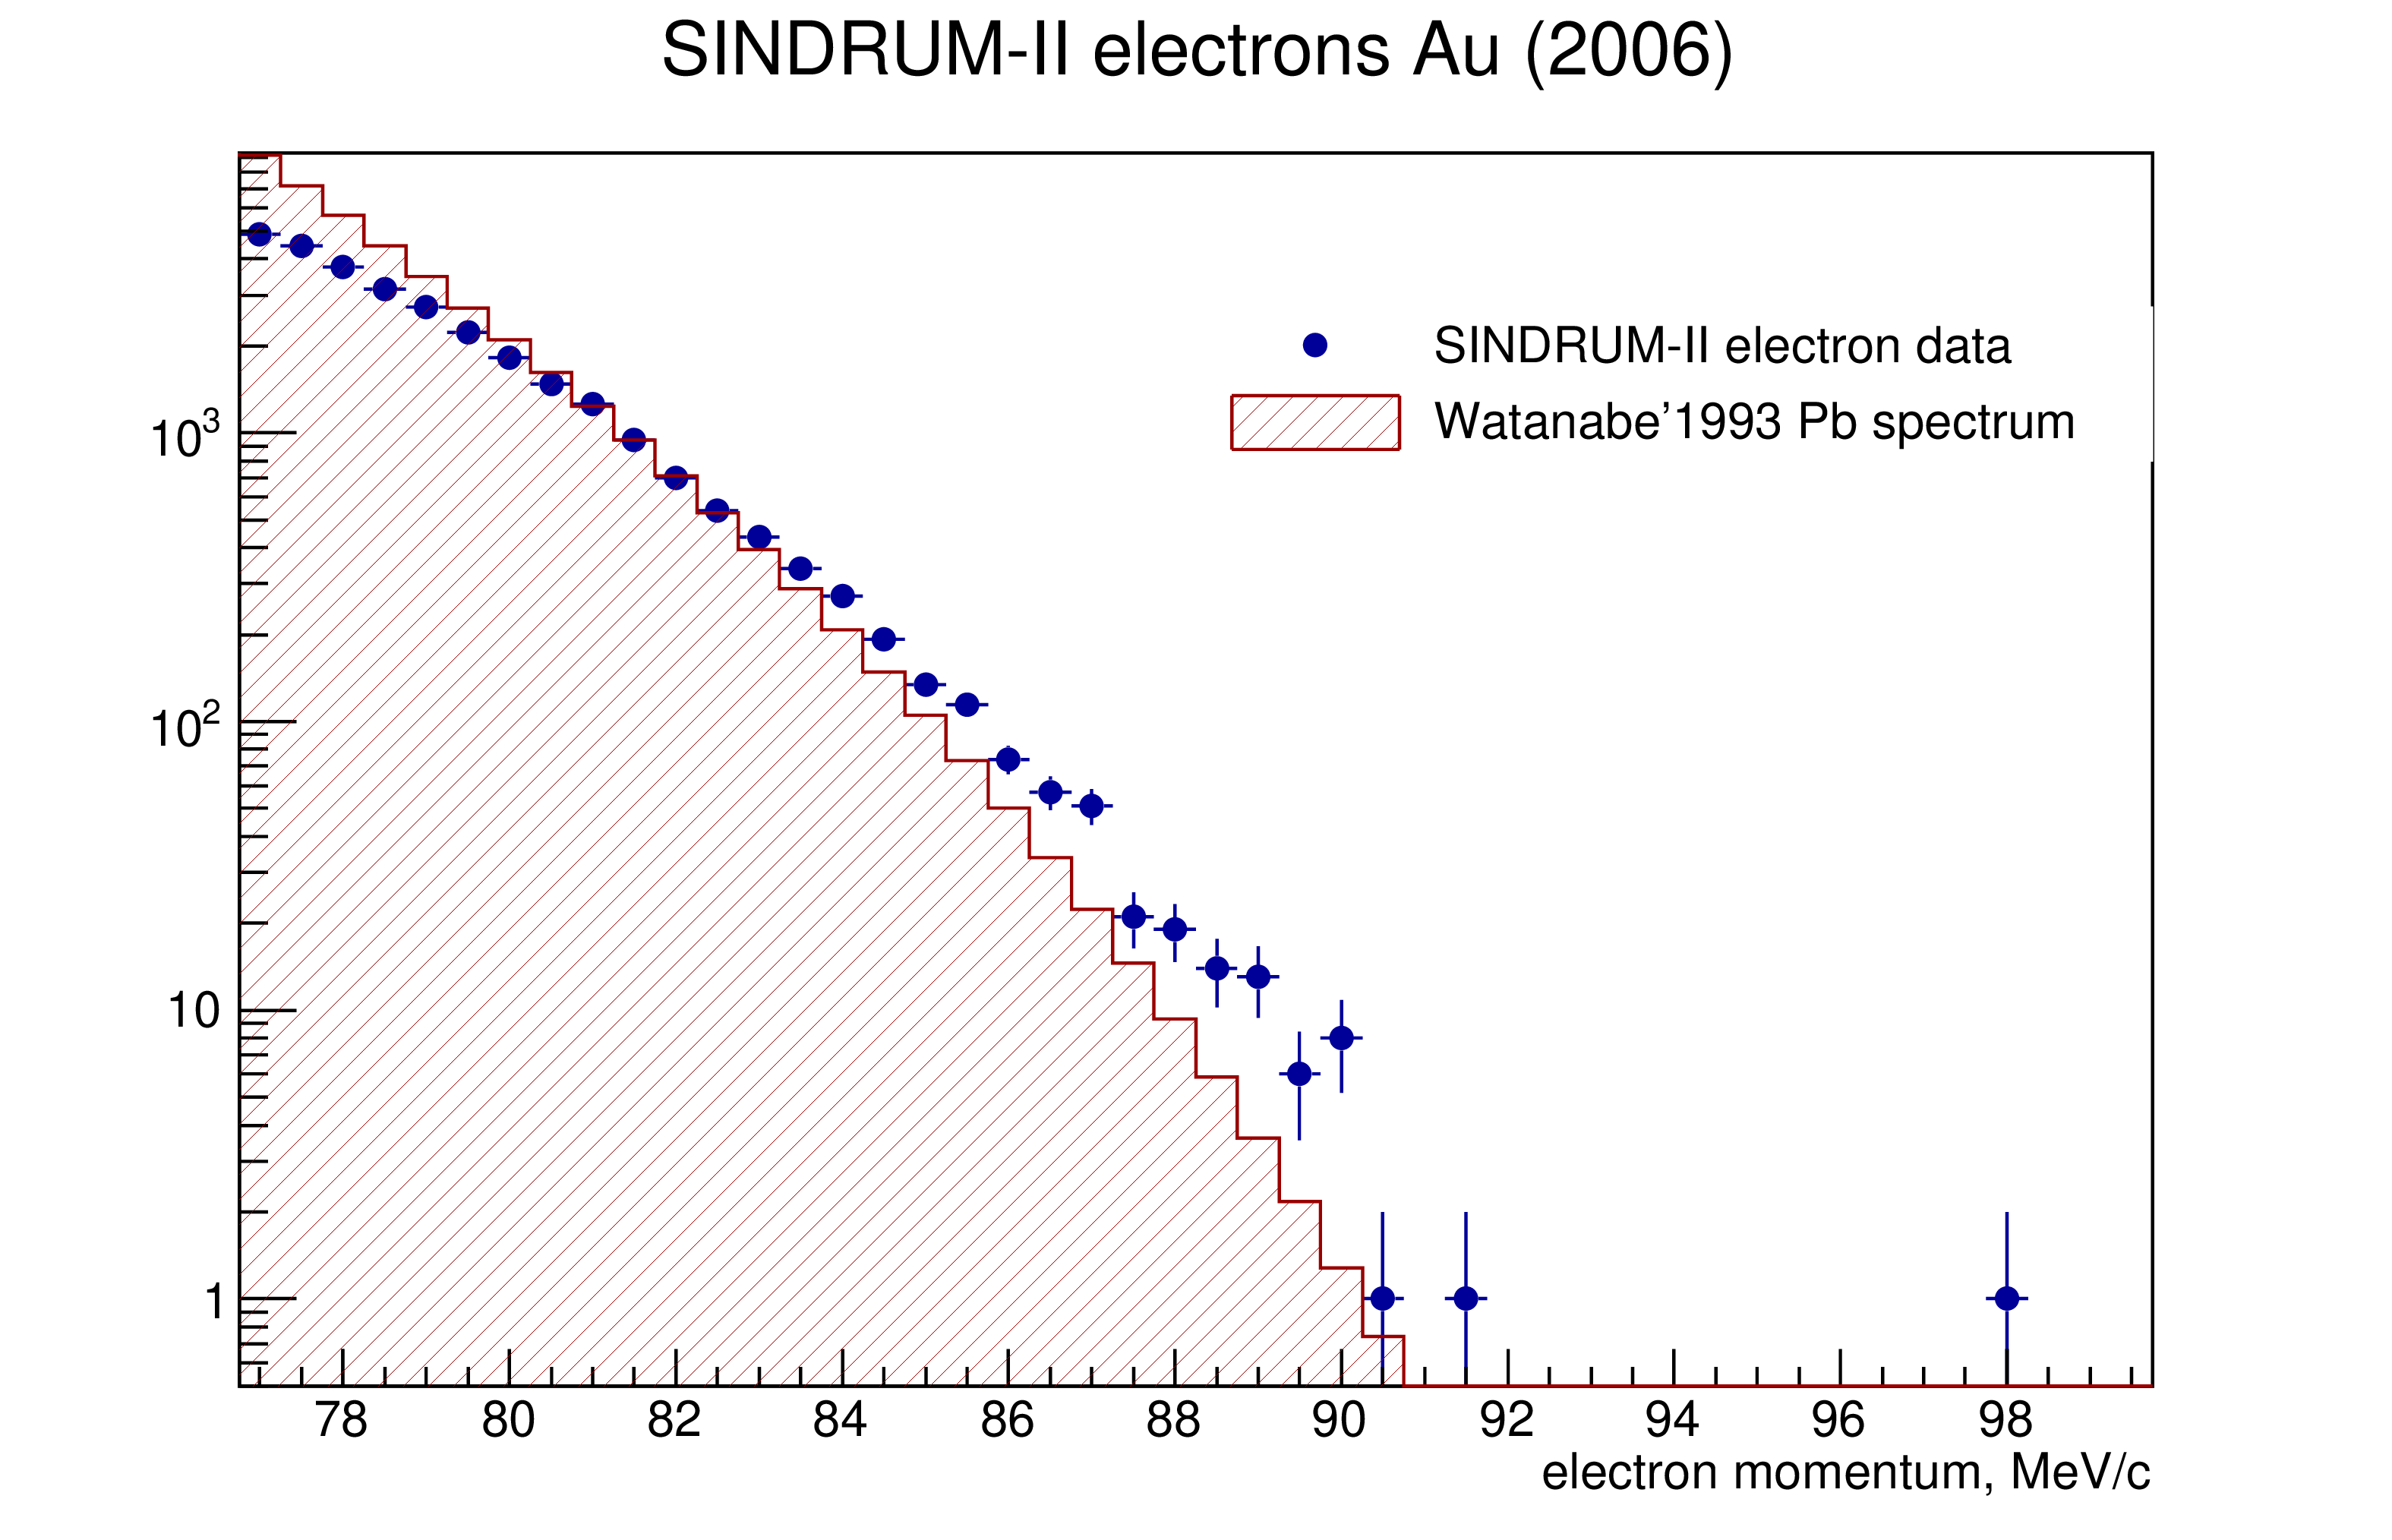 SINDRUM-II electrons Au (2006)
SINDRUM-II electron data
Watanabe'1993 Pb spectrum
10³
10²
10
1
78 80 82 84 86 88 90 92 94 96 98
electron momentum, MeV/c